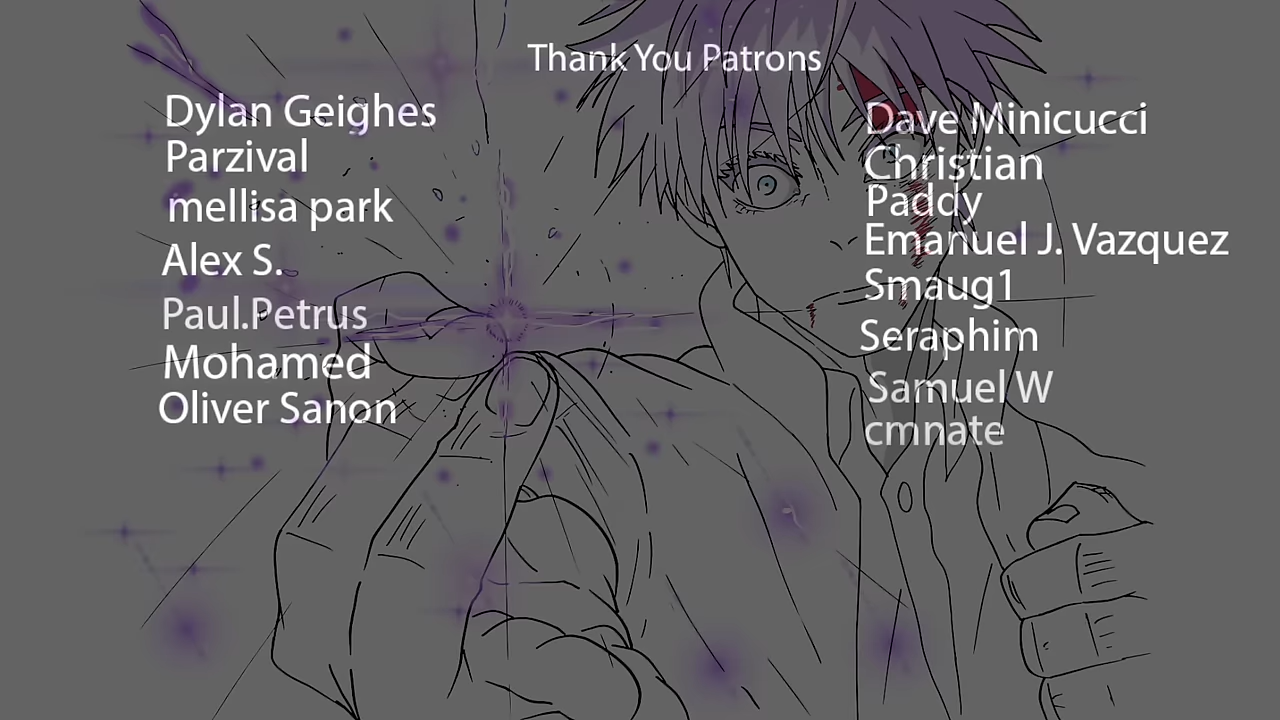 Thank You Patrons
Dylan Geighes
Parzival
mellisa park
Alex S.
Paul.Petrus
Mohamed
Oliver Sanon
Dave Minicucci
Christian
Paddy
Emanuel J. Vazquez
Smaug1
Seraphim
Samuel W
cmnate